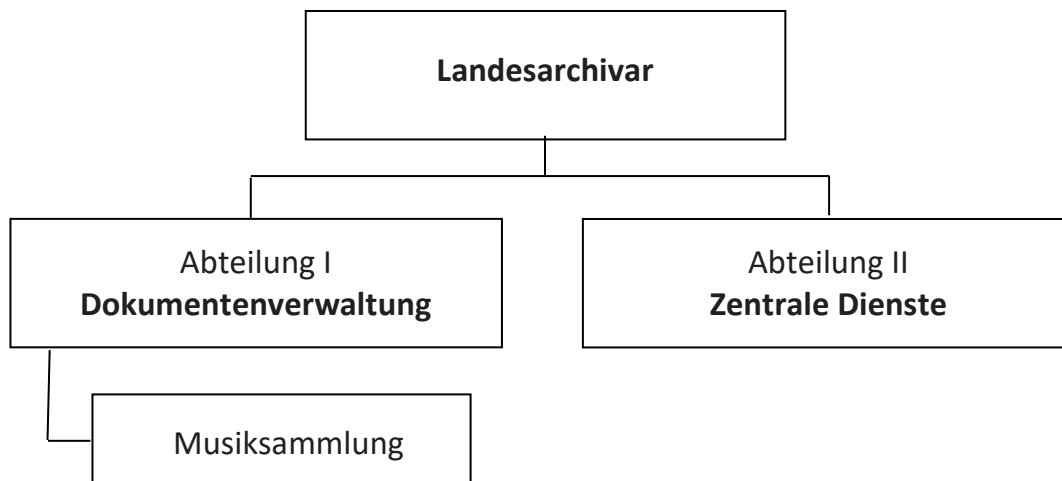 Landesarchivar
Abteilung I
Dokumentenverwaltung
Abteilung II
Zentrale Dienste
Musiksammlung